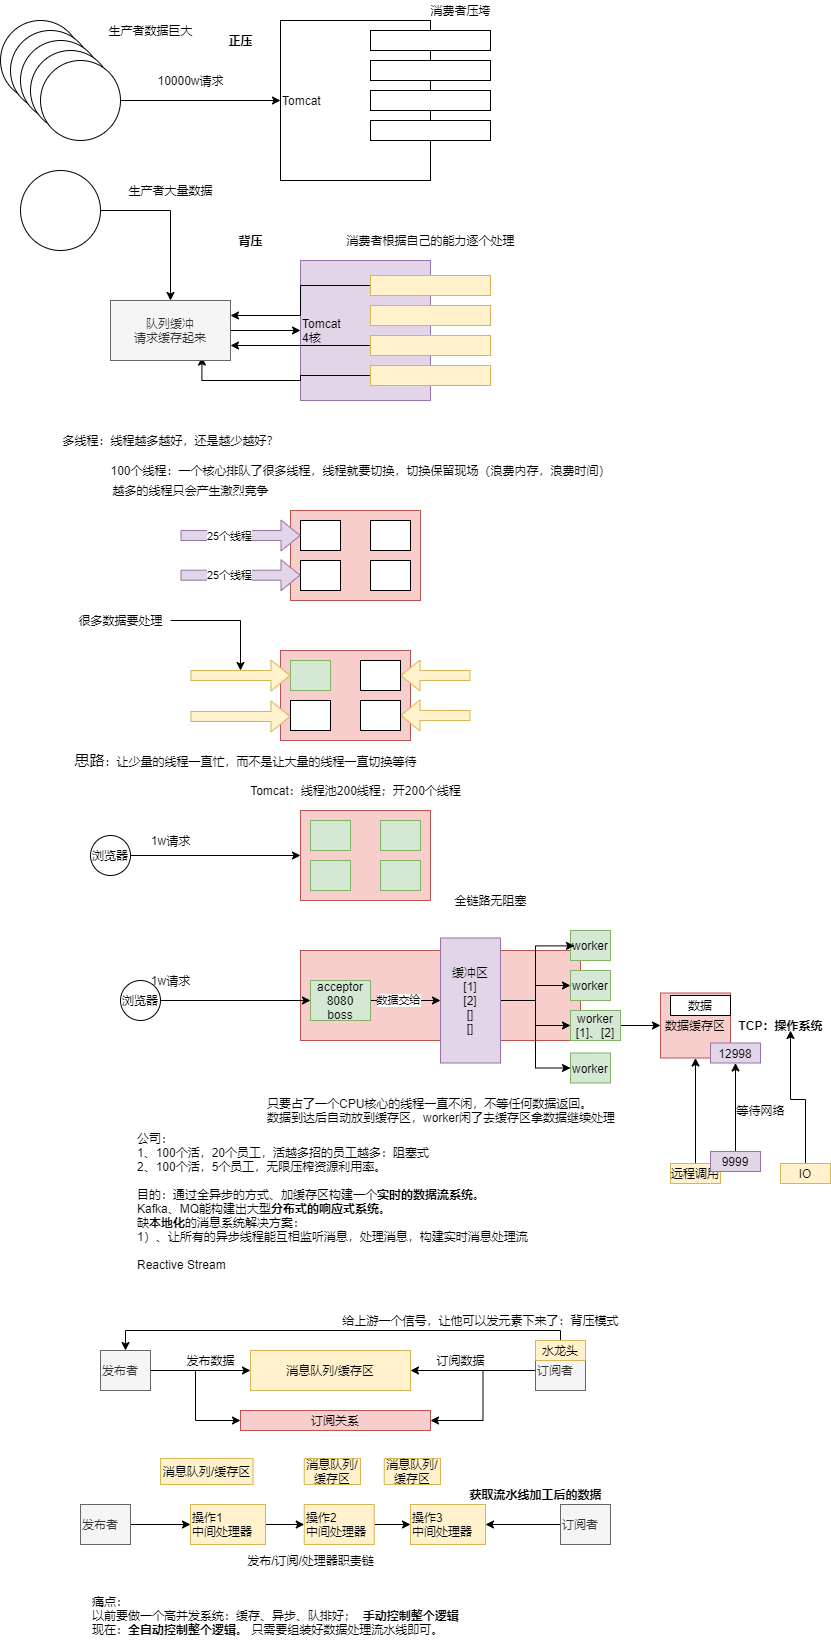 消费者压垮
生产者数据巨大
正压
10000w请求
Tomcat
生产者大量数据
背压
消费者根据自己的能力逐个处理
队列缓冲
请求缓存起来
Tomcat
4核
多线程：线程越多越好，还是越少越好？
100个线程：一个核心排队了很多线程，线程就要切换，切换保留现场（浪费内存，浪费时间）
越多的线程只会产生激烈竞争
25个线程
25个线程
很多数据要处理
思路：让少量的线程一直忙，而不是让大量的线程一直切换等待
Tomcat：线程池200线程；开200个线程
1w请求
浏览器
全链路无阻塞
1w请求
浏览器
acceptor
8080
boss
数据交给
缓冲区
[1]
[2]
[]
[]
worker
worker
worker
[1]、[2]
worker
数据
数据缓存区
TCP：操作系统
12998
等待网络
9999
远程调用
IO
只要占了一个CPU核心的线程一直不闲，不等任何数据返回。
数据到达后自动放到缓存区，worker闲了去缓存区拿数据继续处理
公司：
1、100个活，20个员工，活越多招的员工越多：阻塞式
2、100个活，5个员工，无限压榨资源利用率。
目的：通过全异步的方式、加缓存区构建一个实时的数据流系统。
Kafka、MQ能构建出大型分布式的响应式系统。
缺本地化的消息系统解决方案：
1）、让所有的异步线程能互相监听消息，处理消息，构建实时消息处理流
Reactive Stream
给上游一个信号，让他可以发元素下来了：背压模式
水龙头
发布者
发布数据
消息队列/缓存区
订阅数据
订阅者
订阅关系
消息队列/缓存区
消息队列/
缓存区
消息队列/
缓存区
获取流水线加工后的数据
发布者
操作1
中间处理器
操作2
中间处理器
操作3
中间处理器
订阅者
发布/订阅/处理器职责链
痛点：
以前要做一个高并发系统：缓存、异步、队排好； 手动控制整个逻辑
现在：全自动控制整个逻辑。 只需要组装好数据处理流水线即可。